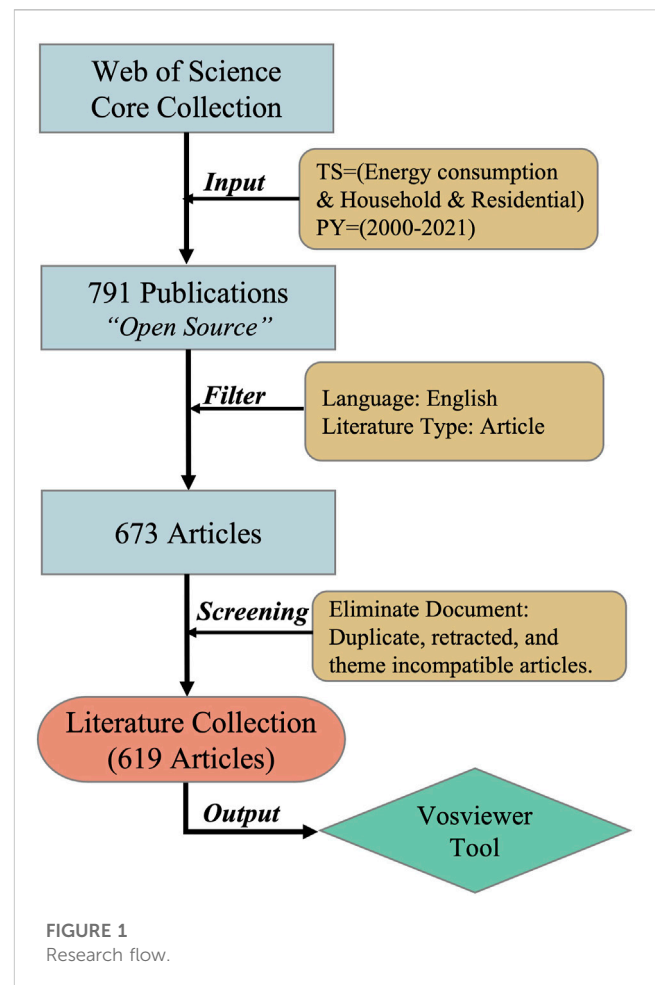 Web of Science
Core Collection
Input
TS=(Energy consumption
& Household & Residential)
PY=(2000-2021)
791 Publications
“Open Source”
Filter
Language: English
Literature Type: Article
673 Articles
Screening
Eliminate Document:
Duplicate, retracted, and
theme incompatible articles.
Literature Collection
(619 Articles)
Output
Vosviewer
Tool
FIGURE 1
Research flow.